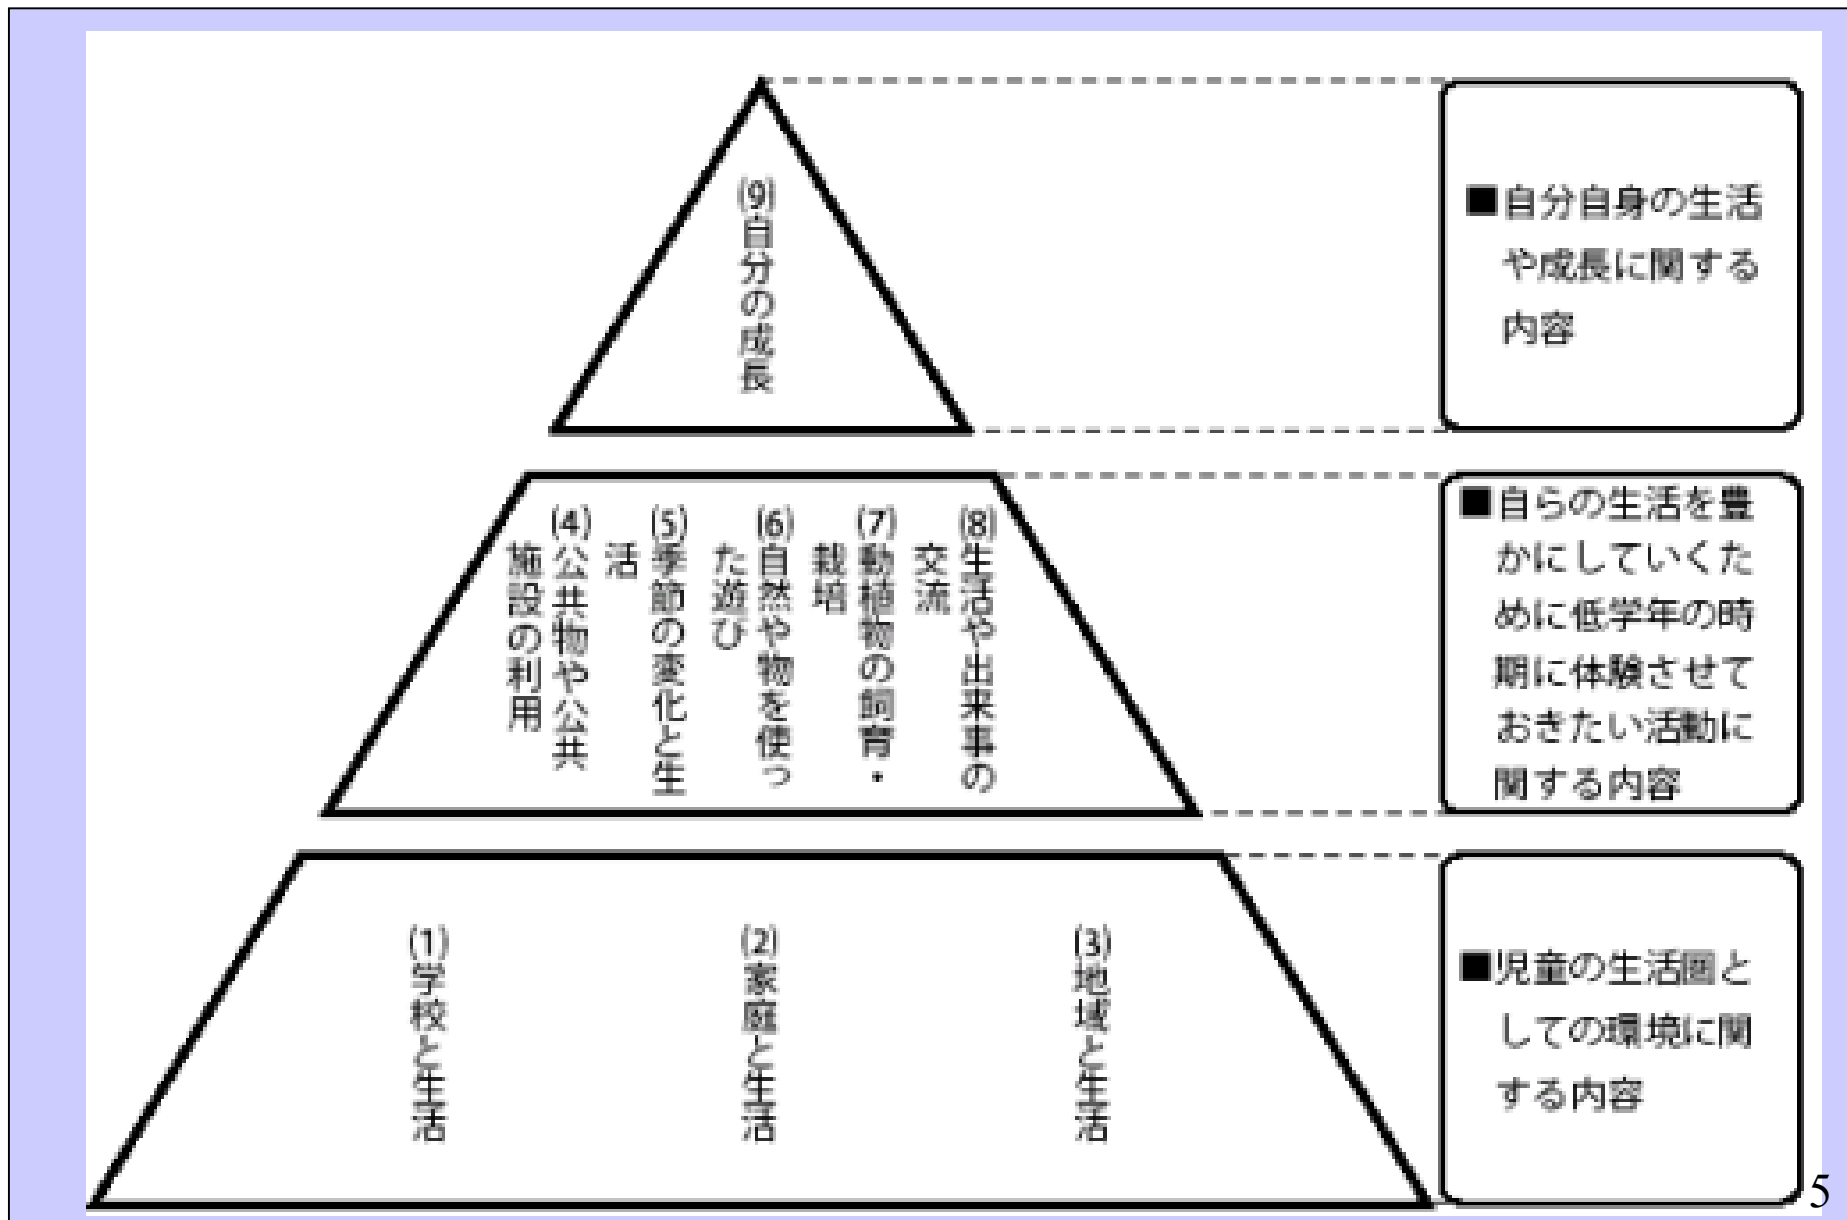 (9)自分の成長
■自分自身の生活
や成長に関する
内容
(4)公共物や公共
施設の利用
(5)季節の変化と生
活
(6)自然や物を使っ
た遊び
(7)動植物の飼育・
栽培
(8)生活や出来事の
交流
■自らの生活を豊
かにしていくた
めに低学年の時
期に体験させて
おきたい活動に
関する内容
(1)学校と生活
(2)家庭と生活
(3)地域と生活
■児童の生活圏と
しての環境に関
する内容
5